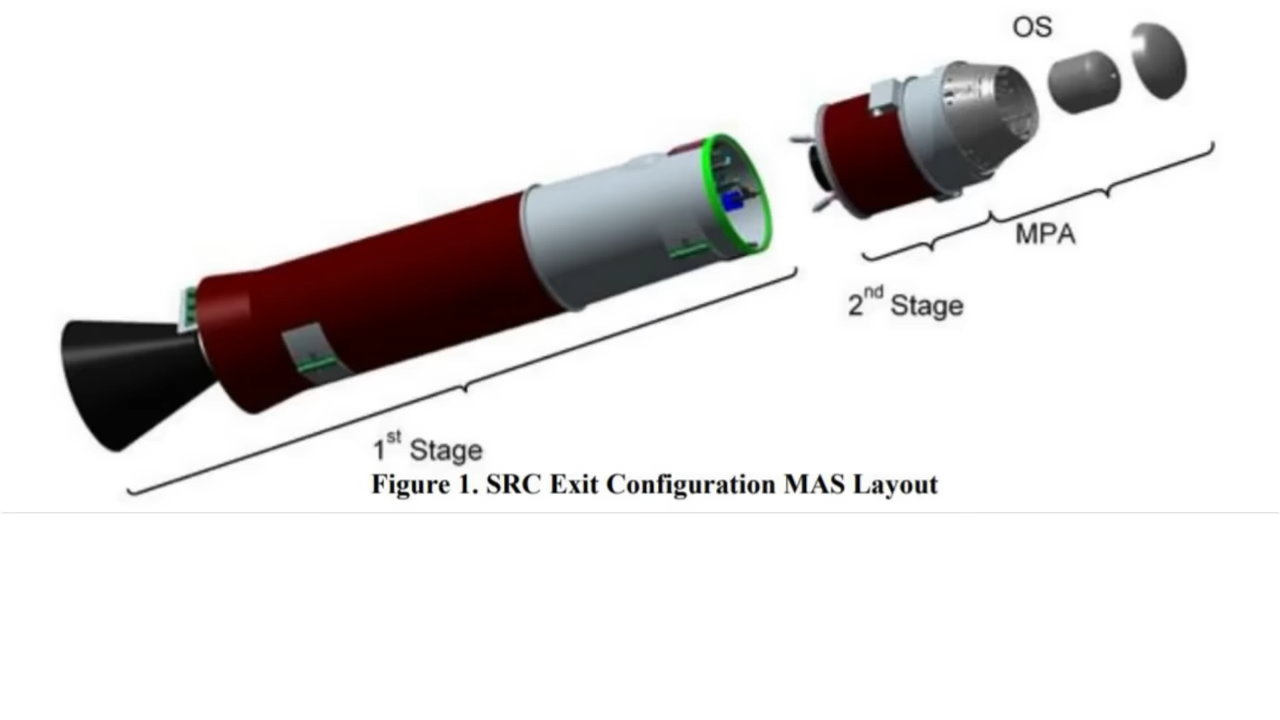 OS
MPA
2nd Stage
1st Stage
Figure 1. SRC Exit Configuration MAS Layout